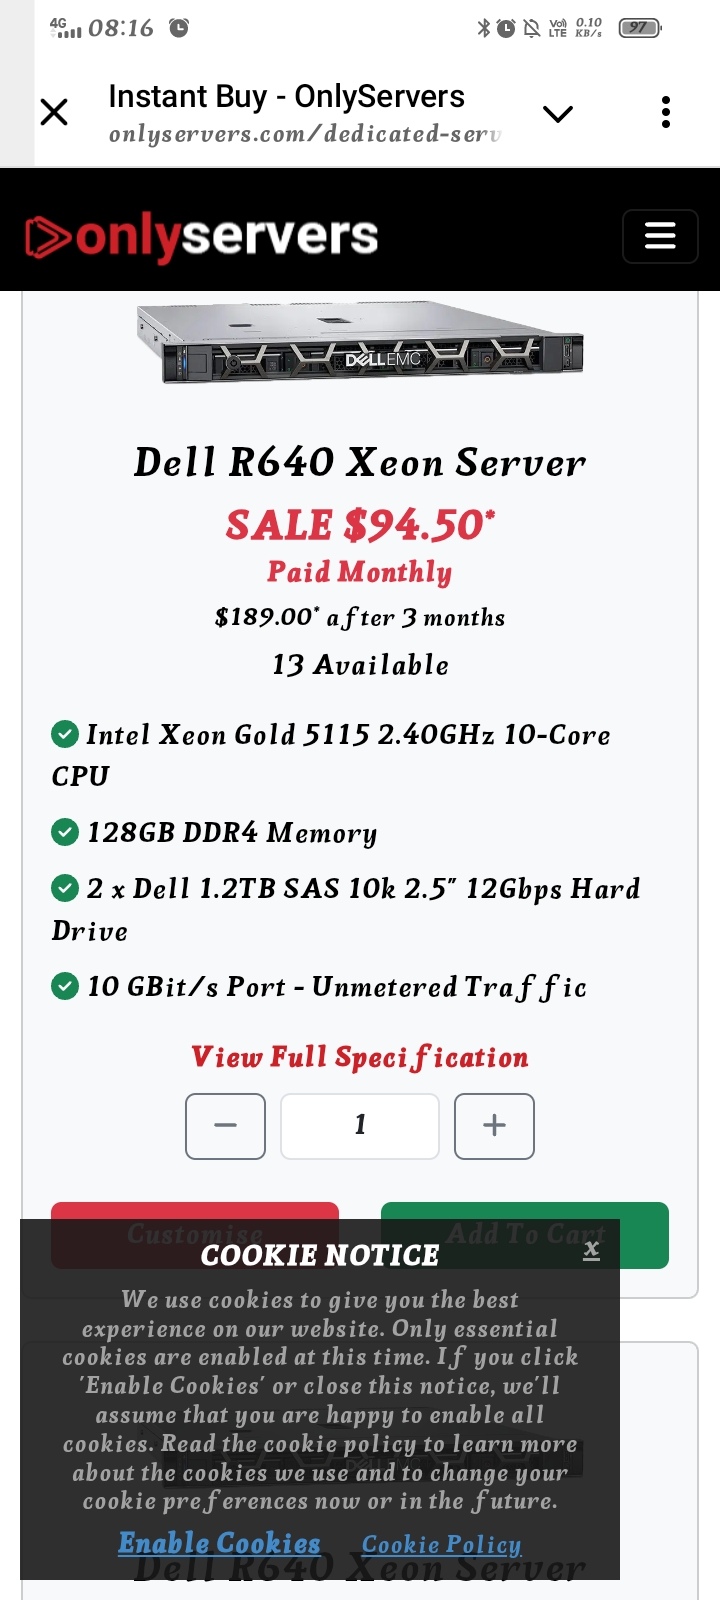 4G 08:16 Vo) LTE 0.10 KB/s 97
Instant Buy - OnlyServers
onlyservers.com/dedicated-serv
onlyservers
DELLEMC
Dell R640 Xeon Server
SALE $94.50*
Paid Monthly
$189.00* after 3 months
13 Available
Intel Xeon Gold 5115 2.40GHz 10-Core
CPU
128GB DDR4 Memory
2 x Dell 1.2TB SAS 10k 2.5" 12Gbps Hard
Drive
10 GBit/s Port - Unmetered Traffic
View Full Specification
− 1 +
Customise Add To Cart
COOKIE NOTICE x
We use cookies to give you the best
experience on our website. Only essential
cookies are enabled at this time. If you click
'Enable Cookies' or close this notice, we'll
assume that you are happy to enable all
cookies. Read the cookie policy to learn more
about the cookies we use and to change your
cookie preferences now or in the future.
Enable Cookies Cookie Policy
Dell R640 Xeon Server